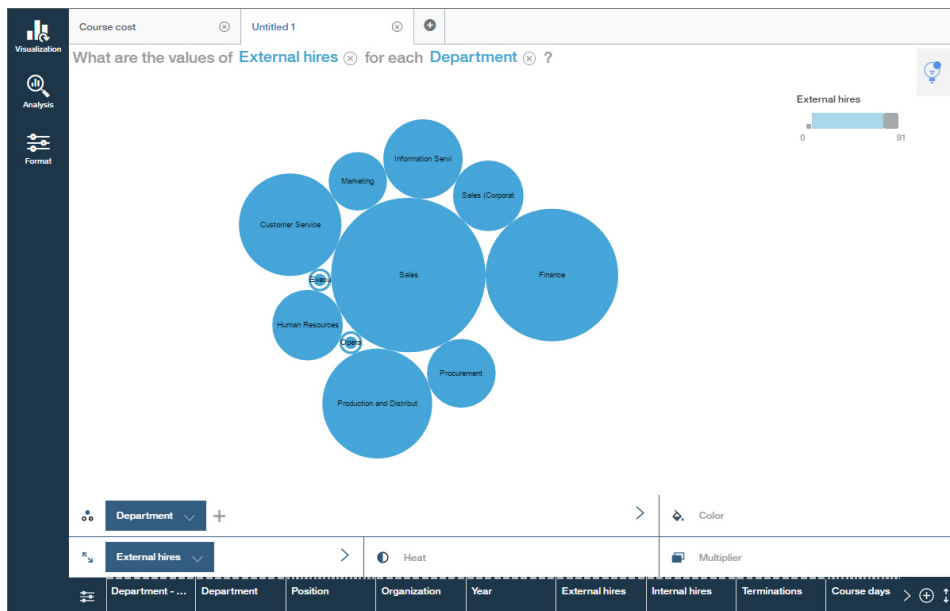 Course cost
Untitled 1
Visualization
Analysis
Format
What are the values of External hires for each Department ?
External hires
0
91
Information Servi
Marketing
Sales (Corporat
Customer Service
Sales
Finance
Execu
Human Resources
Opera
Procurement
Production and Distribut
Department
Color
External hires
Heat
Multiplier
Department - ...
Department
Position
Organization
Year
External hires
Internal hires
Terminations
Course days